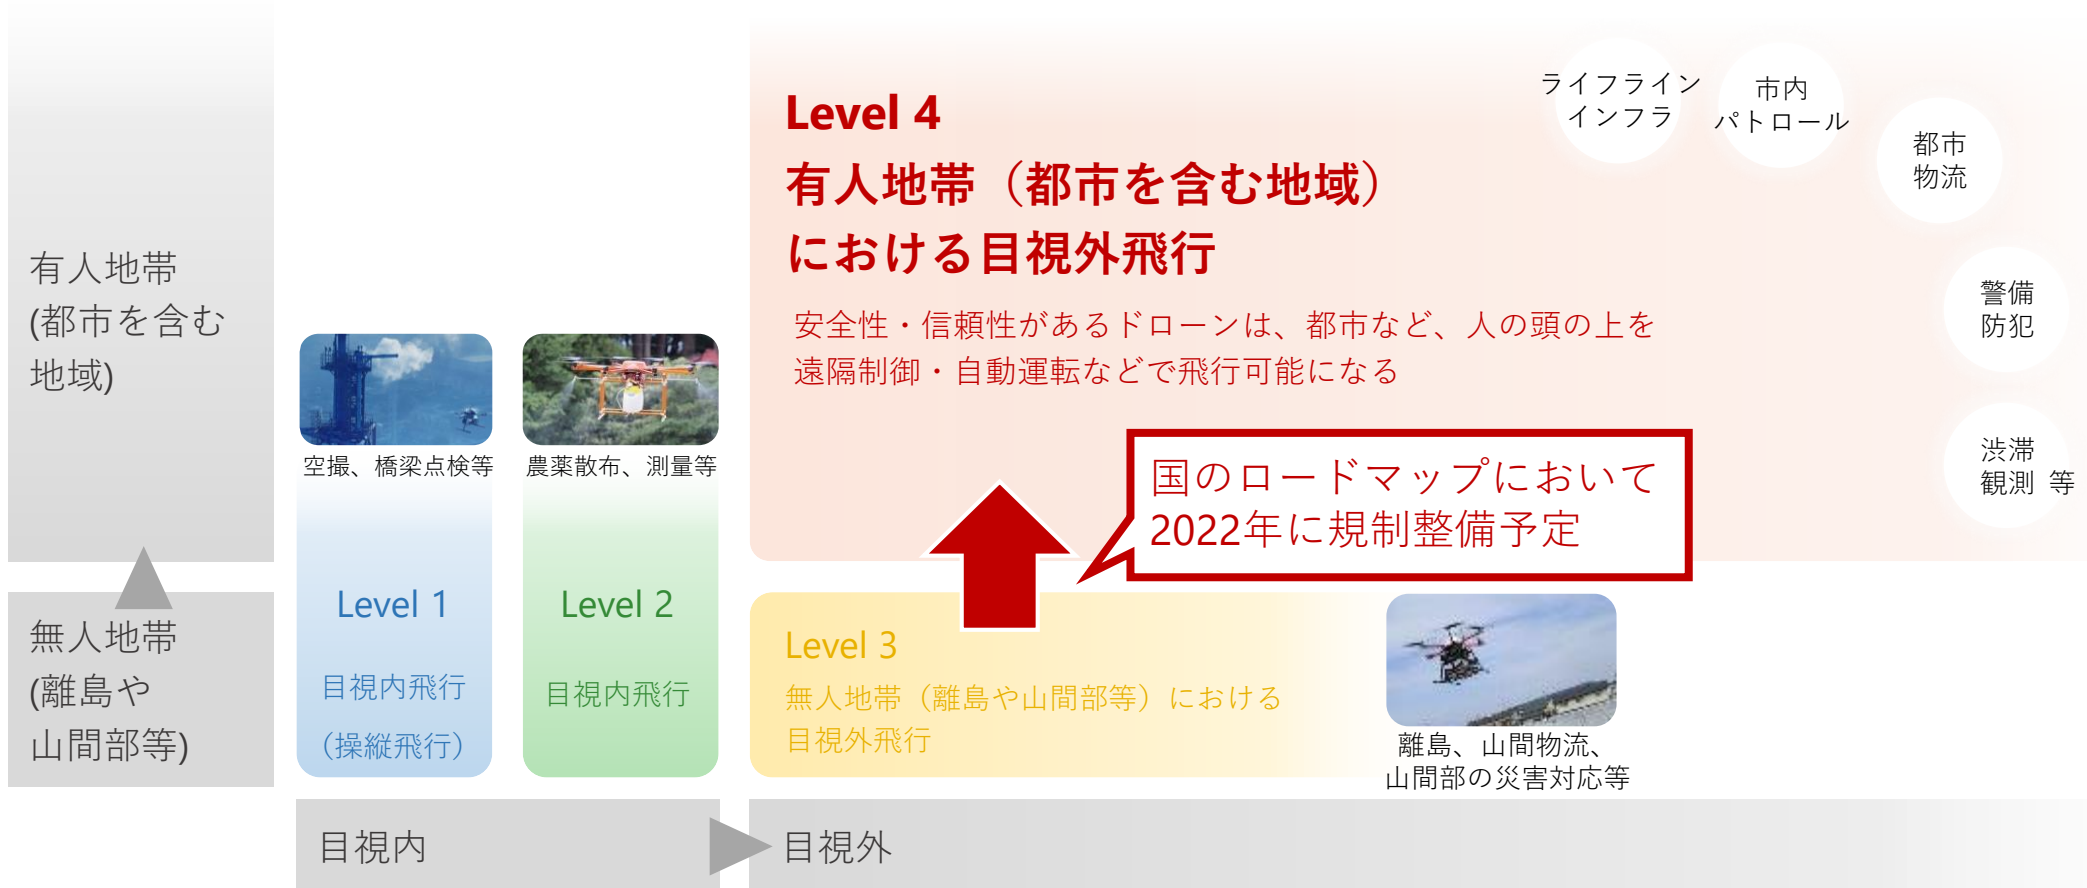 有人地帯
(都市を含む
地域)
無人地帯
(離島や
山間部等)
空撮、橋梁点検等
Level 1
目視内飛行
（操縦飛行）
農薬散布、測量等
Level 2
目視内飛行
Level 4
有人地帯（都市を含む地域）
における目視外飛行
安全性・信頼性があるドローンは、都市など、人の頭の上を
遠隔制御・自動運転などで飛行可能になる
ライフライン
インフラ
市内
パトロール
都市
物流
警備
防犯
渋滞
観測 等
国のロードマップにおいて
2022年に規制整備予定
Level 3
無人地帯（離島や山間部等）における
目視外飛行
離島、山間物流、
山間部の災害対応等
目視内
目視外